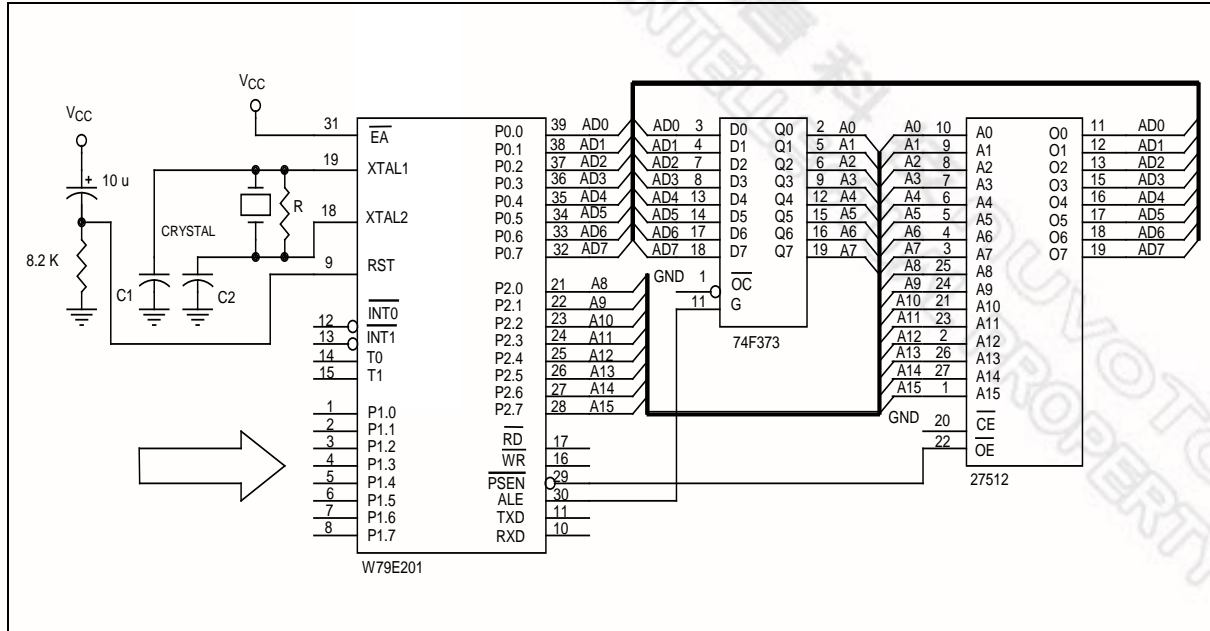 VCC
VCC
10 u
+
8.2 K
C1
C2
CRYSTAL
R
31 EA
19 XTAL1
18 XTAL2
9 RST
12 INT0
13 INT1
14 T0
15 T1
1 P1.0
2 P1.1
3 P1.2
4 P1.3
5 P1.4
6 P1.5
7 P1.6
8 P1.7
P0.0 39 AD0
P0.1 38 AD1
P0.2 37 AD2
P0.3 36 AD3
P0.4 35 AD4
P0.5 34 AD5
P0.6 33 AD6
P0.7 32 AD7
P2.0 21 A8
P2.1 22 A9
P2.2 23 A10
P2.3 24 A11
P2.4 25 A12
P2.5 26 A13
P2.6 27 A14
P2.7 28 A15
RD 17
WR 16
PSEN 29
ALE 30
TXD 11
RXD 10
W79E201
AD0 3 D0 Q0 2 A0
AD1 4 D1 Q1 5 A1
AD2 7 D2 Q2 6 A2
AD3 8 D3 Q3 9 A3
AD4 13 D4 Q4 12 A4
AD5 14 D5 Q5 15 A5
AD6 17 D6 Q6 16 A6
AD7 18 D7 Q7 19 A7
GND 1 OC
11 G
74F373
A0 10 A0 O0 11 AD0
A1 9 A1 O1 12 AD1
A2 8 A2 O2 13 AD2
A3 7 A3 O3 15 AD3
A4 6 A4 O4 16 AD4
A5 5 A5 O5 17 AD5
A6 4 A6 O6 18 AD6
A7 3 A7 O7 19 AD7
A8 25 A8
A9 24 A9
A10 21 A10
A11 23 A11
A12 2 A12
A13 26 A13
A14 27 A14
A15 1 A15
GND 20 CE
22 OE
27512